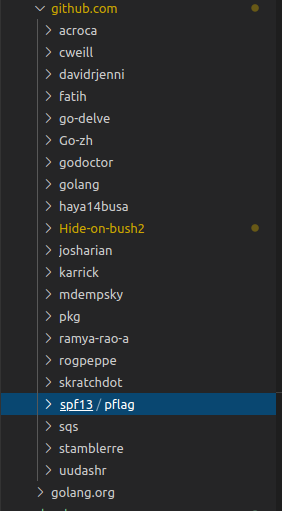 github.com
acroca
cweill
davidrjenni
fatih
go-delve
Go-zh
godoctor
golang
haya14busa
Hide-on-bush2
josharian
karrick
mdempsky
pkg
ramya-rao-a
rogpeppe
skratchdot
spf13 / pflag
sqs
stamblerre
uudashr
golang.org